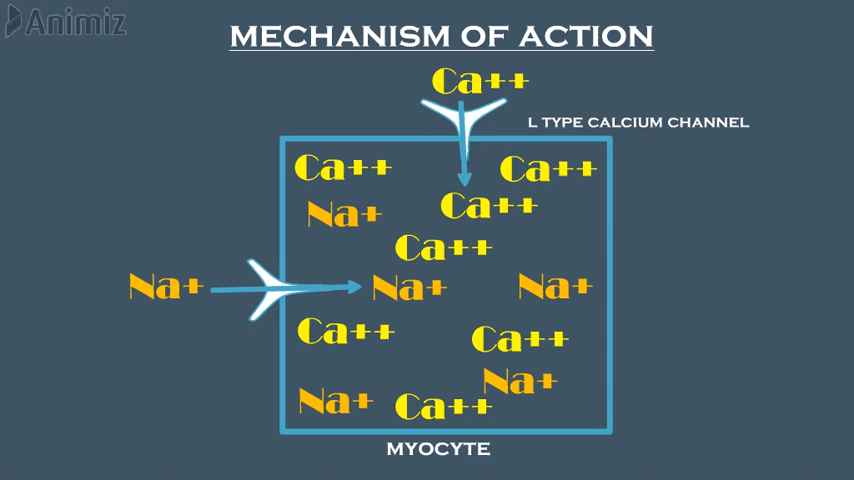 Animiz
MECHANISM OF ACTION
Ca++
L TYPE CALCIUM CHANNEL
Ca++
Ca++
Ca++
Na+
Ca++
Na+
Na+
Na+
Ca++
Ca++
Na+
Na+
Ca++
MYOCYTE